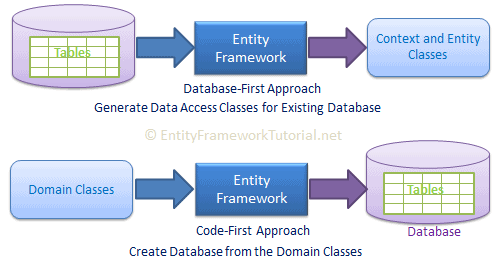 Tables
Entity
Framework
Context and Entity
Classes
Database-First Approach
Generate Data Access Classes for Existing Database
© EntityFrameworkTutorial.net
Domain Classes
Entity
Framework
Tables
Code-First Approach
Database
Create Database from the Domain Classes